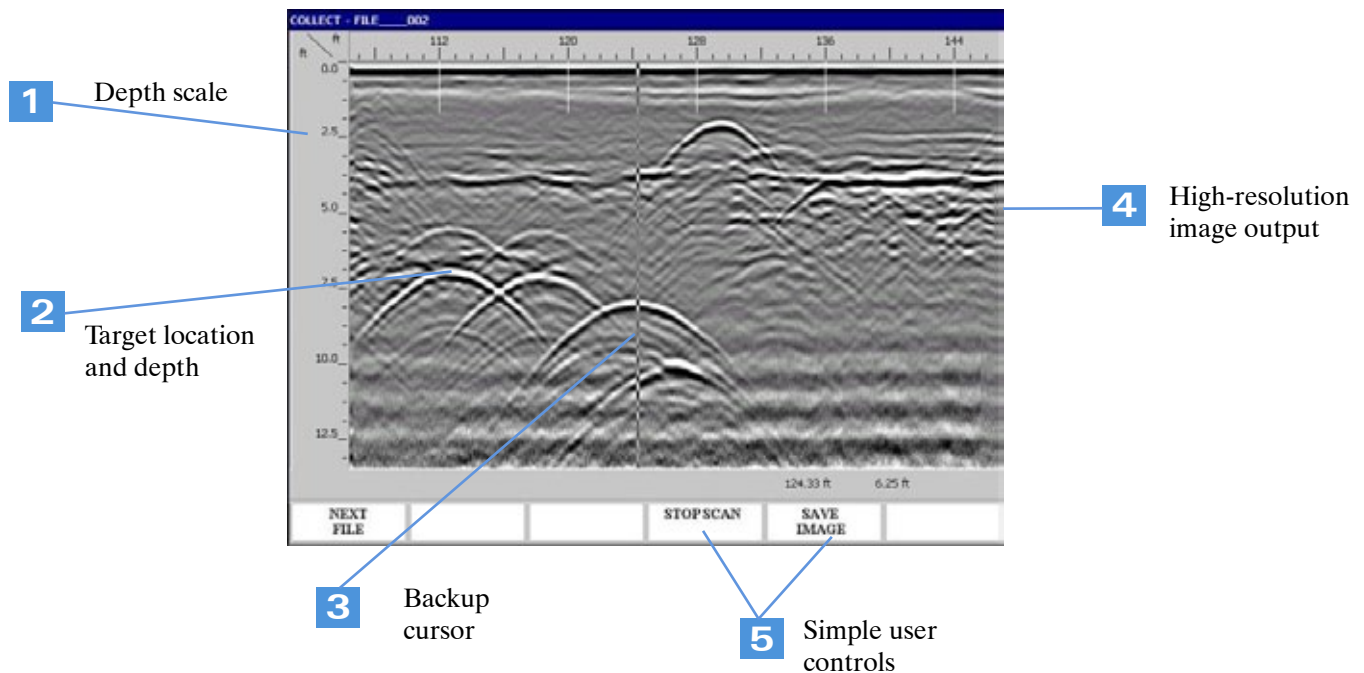 COLLECT - FILE____002
ft
ft 112 120 128 136 144
0.0
2.5
5.0
7.5
10.0
12.5
124.33 ft 6.25 ft
NEXT
FILE
STOPSCAN
SAVE
IMAGE
1
Depth scale
2
Target location
and depth
3
Backup
cursor
4
High-resolution
image output
5
Simple user
controls